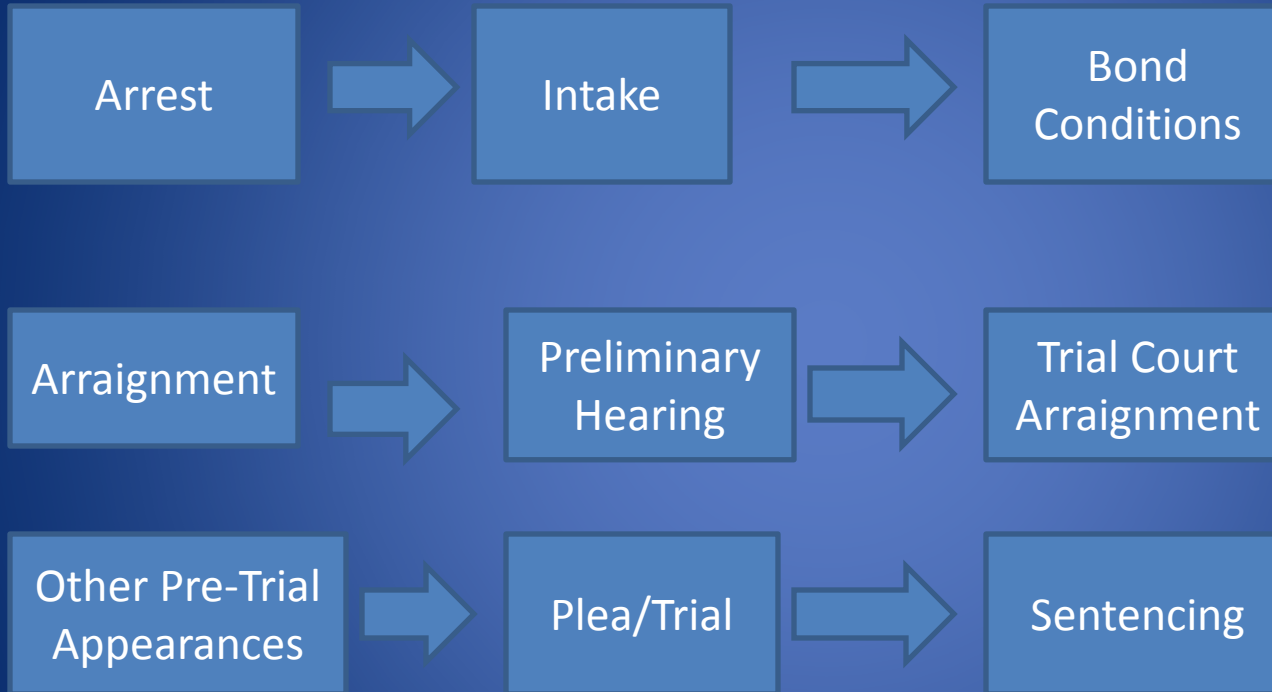 Arrest
Intake
Bond
Conditions
Arraignment
Preliminary
Hearing
Trial Court
Arraignment
Other Pre-Trial
Appearances
Plea/Trial
Sentencing